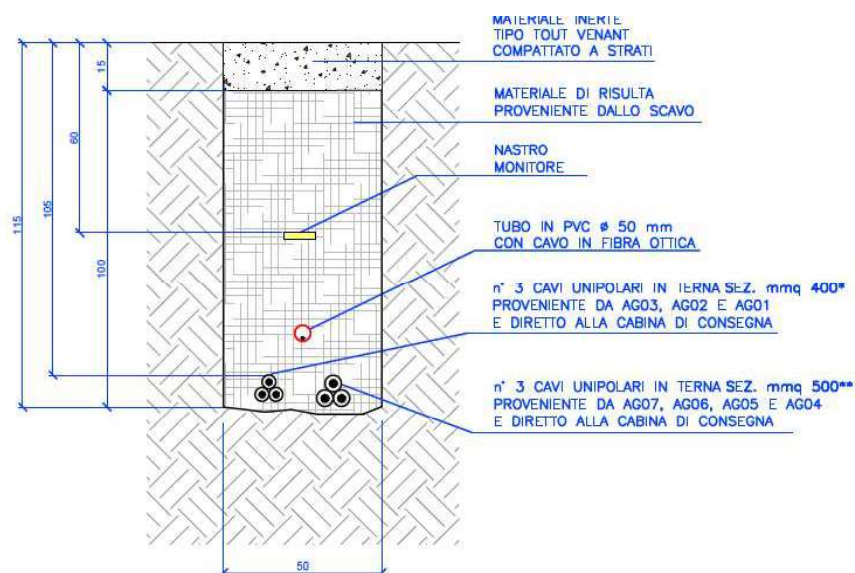 MATERIALE INERTE
TIPO TOUT VENANT
COMPATTATO A STRATI
MATERIALE DI RISULTA
PROVENIENTE DALLO SCAVO
NASTRO
MONITORE
TUBO IN PVC ø 50 mm
CON CAVO IN FIBRA OTTICA
n° 3 CAVI UNIPOLARI IN TERNA SEZ. mmq 400*
PROVENIENTE DA AG03, AG02 E AG01
E DIRETTO ALLA CABINA DI CONSEGNA
n° 3 CAVI UNIPOLARI IN TERNA SEZ. mmq 500**
PROVENIENTE DA AG07, AG06, AG05 E AG04
E DIRETTO ALLA CABINA DI CONSEGNA
15
60
105
115
100
50